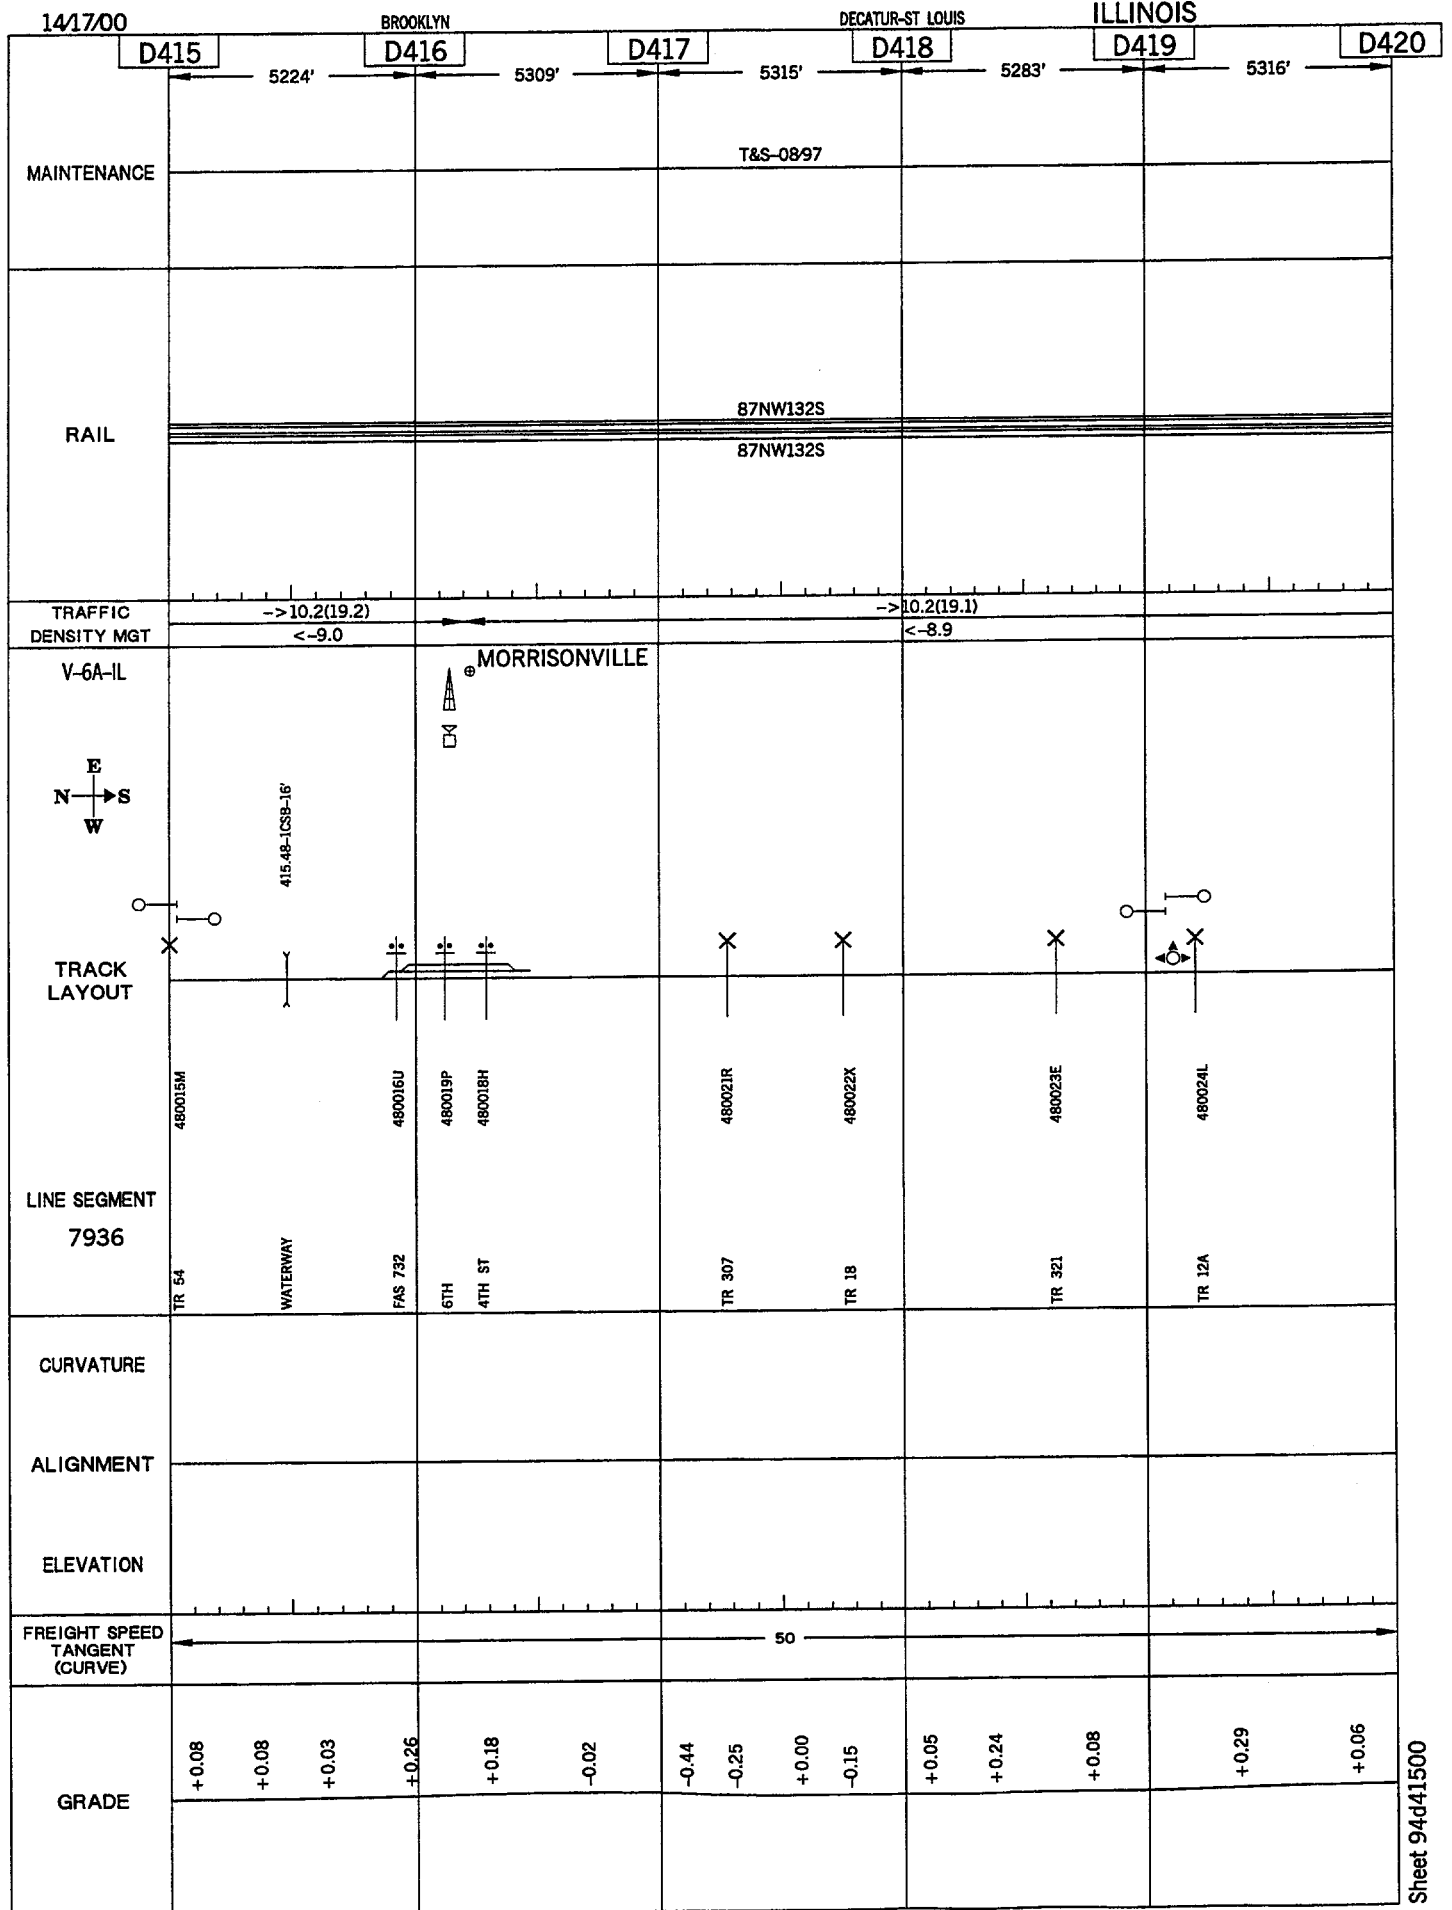 14/17/00
BROOKLYN
DECATUR-ST LOUIS
ILLINOIS
D415
D416
D417
D418
D419
D420
5224'
5309'
5315'
5283'
5316'
MAINTENANCE
T&S-08/97
RAIL
87NW132S
87NW132S
TRAFFIC
DENSITY MGT
->10.2(19.2)
->10.2(19.1)
<-9.0
<-8.9
V-6A-IL
MORRISONVILLE
E
N
S
W
415.48-1CSB-16'
TRACK
LAYOUT
480015M
480016U
480019P
480018H
480021R
480022X
480023E
480024L
LINE SEGMENT
7936
TR 54
WATERWAY
FAS 732
6TH
4TH ST
TR 307
TR 18
TR 321
TR 12A
CURVATURE
ALIGNMENT
ELEVATION
FREIGHT SPEED
TANGENT
(CURVE)
50
GRADE
+0.08
+0.08
+0.03
+0.26
+0.18
-0.02
-0.44
-0.25
+0.00
-0.15
+0.05
+0.24
+0.08
+0.29
+0.06
Sheet 94d41500